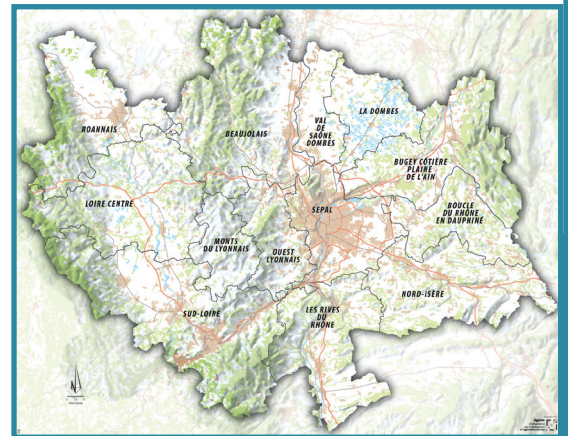 ROANNAIS
BEAUJOLAIS
VAL
DE
SAÔNE
DOMBES
LA DOMBES
BUGEY CÔTIÈRE
PLAINE
DE L'AIN
LOIRE CENTRE
SEPAL
BOUCLE
DU RHÔNE
EN DAUPHINÉ
MONTS
DU LYONNAIS
OUEST
LYONNAIS
NORD-ISÈRE
SUD-LOIRE
LES RIVES
DU
RHÔNE
N